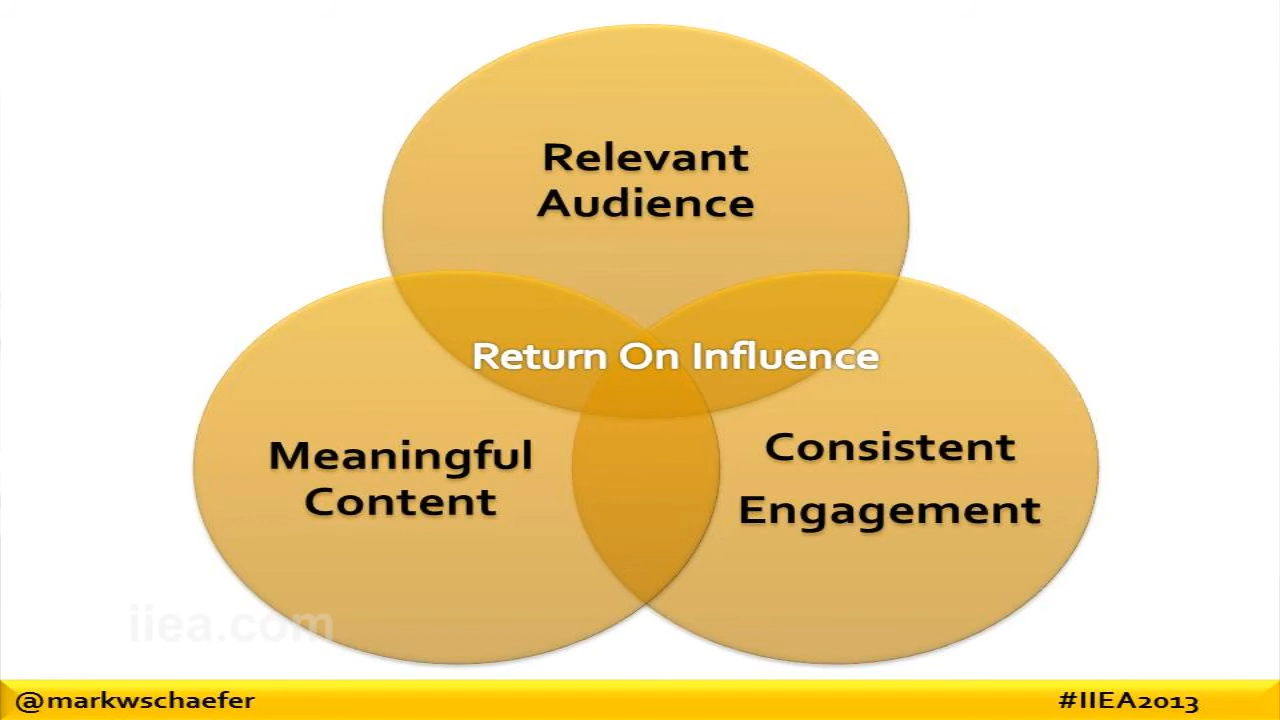 Relevant
Audience
Return On Influence
Meaningful
Content
Consistent
Engagement
iiea.com
@markwschaefer
#IIEA2013